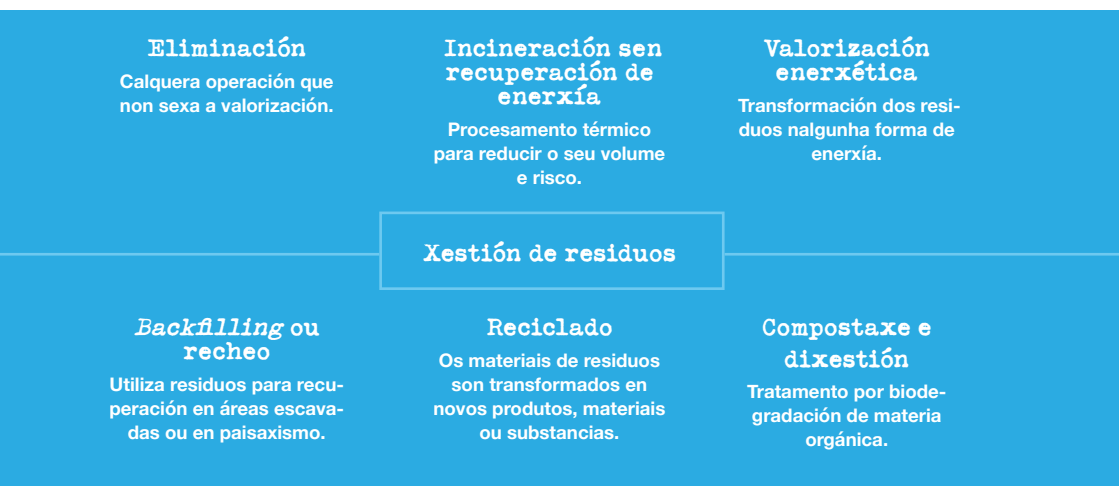 Eliminación
Calquera operación que
non sexa a valorización.
Incineración sen
recuperación de
enerxía
Procesamento térmico
para reducir o seu volume
e risco.
Valorización
enerxética
Transformación dos resi-
duos nalgunha forma de
enerxía.
Xestión de residuos
Backfilling ou
recheo
Utiliza residuos para recu-
peración en áreas escava-
das ou en paisaxismo.
Reciclado
Os materiais de residuos
son transformados en
novos produtos, materiais
ou substancias.
Compostaxe e
dixestión
Tratamento por biode-
gradación de materia
orgánica.